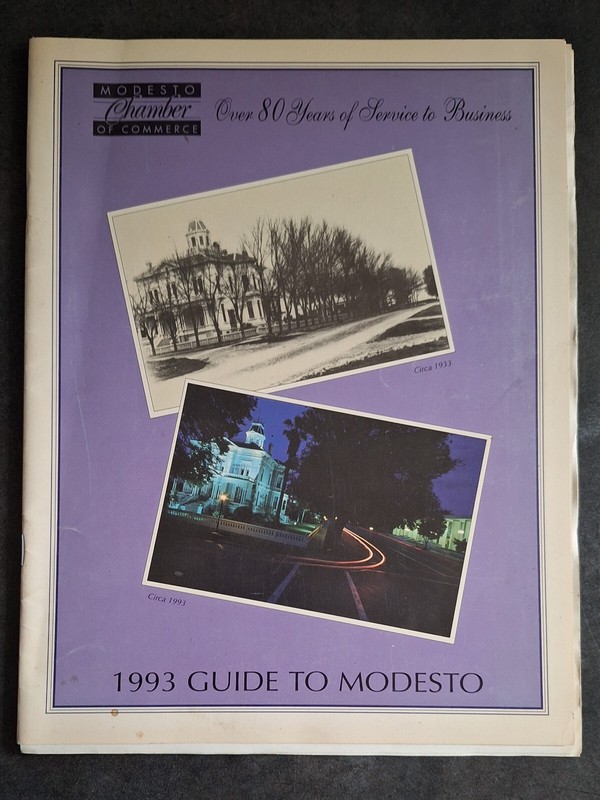 MODESTO
Chamber
OF COMMERCE
Over 80 Years of Service to Business
Circa 1933
Circa 1993
1993 GUIDE TO MODESTO